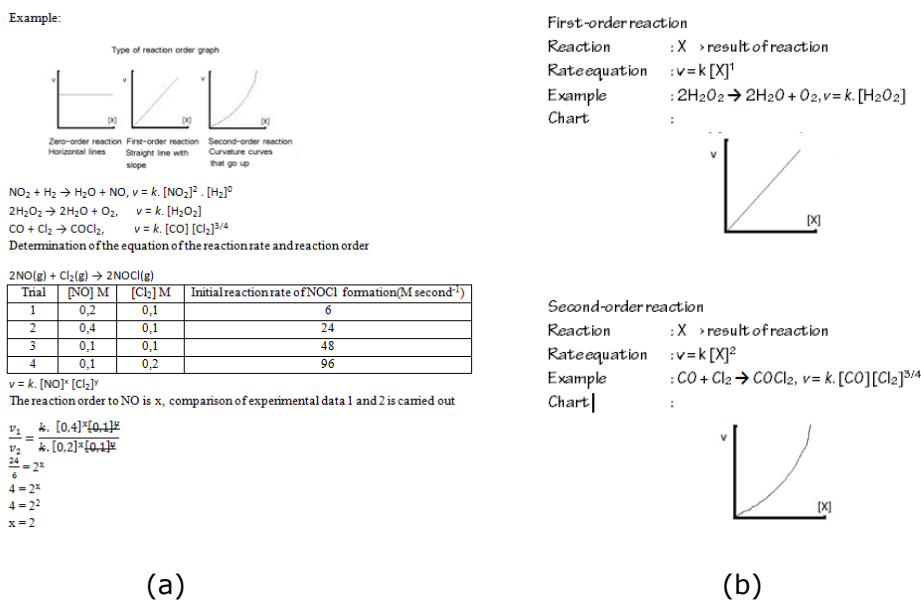 Example:
Type of reaction order graph
v
[X]
v
[X]
v
[X]
Zero-order reaction First-order reaction Second-order reaction
Horizontal lines Straight line with Curvature curves
slope that go up
NO₂ + H₂ → H₂O + NO, v = k. [NO₂]² . [H₂]⁰
2H₂O₂ → 2H₂O + O₂, v = k. [H₂O₂]
CO + Cl₂ → COCl₂, v = k. [CO] [Cl₂]³ᐟ⁴
Determination of the equation of the reaction rate and reaction order
2NO(g) + Cl₂(g) → 2NOCl(g)
Trial [NO] M [Cl₂] M Initial reaction rate of NOCl formation(M second⁻¹)
1 0,2 0,1 6
2 0,4 0,1 24
3 0,1 0,1 48
4 0,1 0,2 96
v = k. [NO]ˣ [Cl₂]ʸ
The reaction order to NO is x, comparison of experimental data 1 and 2 is carried out
v₁/v₂ = k. [0,4]ˣ[0,1]ʸ / k. [0,2]ˣ[0,1]ʸ
24/6 = 2ˣ
4 = 2ˣ
4 = 2²
x = 2
(a)
First-order reaction
Reaction : X → result of reaction
Rate equation : v = k [X]¹
Example : 2H₂O₂ → 2H₂O + O₂, v = k. [H₂O₂]
Chart :
v
[X]
Second-order reaction
Reaction : X → result of reaction
Rate equation : v = k [X]²
Example : CO + Cl₂ → COCl₂, v = k. [CO][Cl₂]³ᐟ⁴
Chart :
v
[X]
(b)